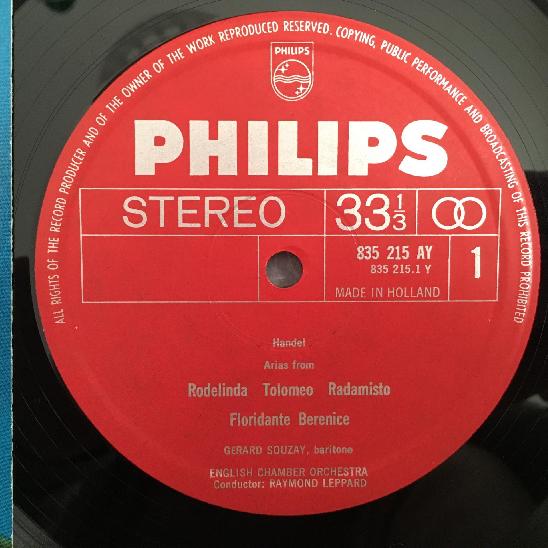 ALL RIGHTS OF THE RECORD PRODUCER AND OF THE OWNER OF THE WORK REPRODUCED RESERVED. COPYING, PUBLIC PERFORMANCE AND BROADCASTING OF THIS RECORD PROHIBITED
PHILIPS
PHILIPS
STEREO 33 1/3
835 215 AY
835 215.1 Y
1
MADE IN HOLLAND
Handel
Arias from
Rodelinda Tolomeo Radamisto
Floridante Berenice
GERARD SOUZAY, baritone
ENGLISH CHAMBER ORCHESTRA
Conductor: RAYMOND LEPPARD